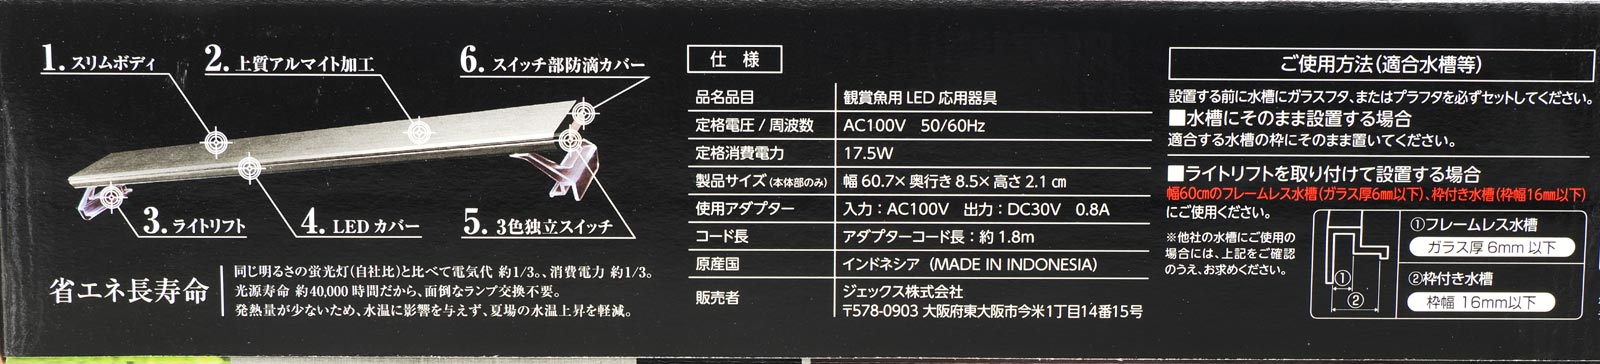 1. スリムボディ
2. 上質アルマイト加工
6. スイッチ部防滴カバー
3. ライトリフト
4. LED カバー
5. 3色独立スイッチ
省エネ長寿命
同じ明るさの蛍光灯(自社比)と比べて電気代 約1/3。、消費電力 約1/3。
光源寿命 約40,000時間だから、面倒なランプ交換不要。
発熱量が少ないため、水温に影響を与えず、夏場の水温上昇を軽減。
仕様
品名品目 観賞魚用 LED 応用器具
定格電圧 / 周波数 AC100V 50/60Hz
定格消費電力 17.5W
製品サイズ(本体部のみ) 幅 60.7× 奥行き 8.5× 高さ 2.1 ㎝
使用アダプター 入力：AC100V 出力：DC30V 0.8A
コード長 アダプターコード長：約 1.8m
原産国 インドネシア（MADE IN INDONESIA）
販売者 ジェックス株式会社
〒578-0903 大阪府東大阪市今米1丁目14番15号
ご使用方法(適合水槽等)
設置する前に水槽にガラスフタ、またはプラフタを必ずセットしてください。
■水槽にそのまま設置する場合
適合する水槽の枠にそのまま置いてください。
■ライトリフトを取り付けて設置する場合
幅60㎝のフレームレス水槽(ガラス厚6㎜以下)、枠付き水槽(枠幅16㎜以下)
にご使用ください。
※他社の水槽にご使用の
場合には、上記をご確認
のうえ、お求めください。
①
②
①フレームレス水槽
ガラス厚 6mm 以下
②枠付き水槽
枠幅 16mm以下